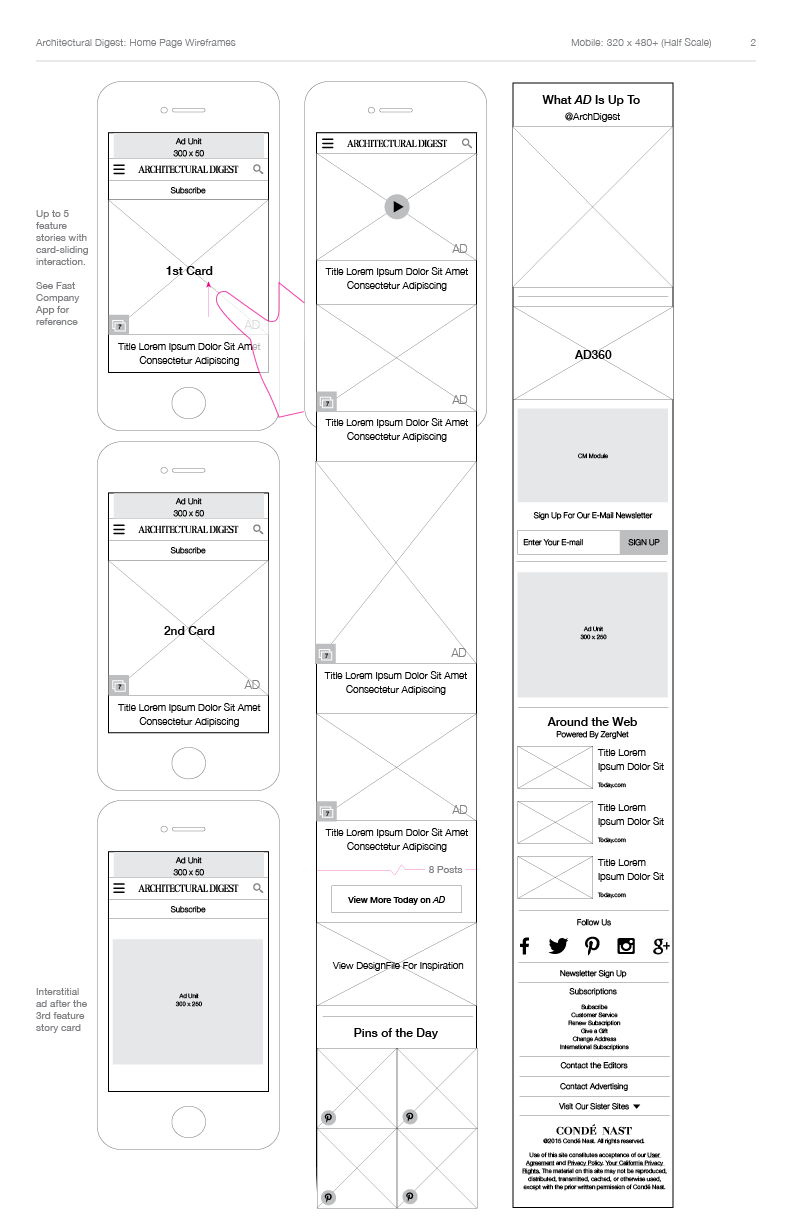 Architectural Digest: Home Page Wireframes
Mobile: 320 x 480+ (Half Scale)
2
Up to 5
feature
stories with
card-sliding
interaction.
See Fast
Company
App for
reference
Ad Unit
300 x 50
ARCHITECTURAL DIGEST
Subscribe
1st Card
7
AD
Title Lorem Ipsum Dolor Sit Amet
Consectetur Adipiscing
Ad Unit
300 x 50
ARCHITECTURAL DIGEST
Subscribe
2nd Card
7
AD
Title Lorem Ipsum Dolor Sit Amet
Consectetur Adipiscing
Interstitial
ad after the
3rd feature
story card
Ad Unit
300 x 50
ARCHITECTURAL DIGEST
Subscribe
Ad Unit
300 x 250
ARCHITECTURAL DIGEST
AD
Title Lorem Ipsum Dolor Sit Amet
Consectetur Adipiscing
7
AD
Title Lorem Ipsum Dolor Sit Amet
Consectetur Adipiscing
7
AD
Title Lorem Ipsum Dolor Sit Amet
Consectetur Adipiscing
7
AD
Title Lorem Ipsum Dolor Sit Amet
Consectetur Adipiscing
8 Posts
View More Today on AD
View DesignFile For Inspiration
Pins of the Day
What AD Is Up To
@ArchDigest
AD360
CM Module
Sign Up For Our E-Mail Newsletter
Enter Your E-mail
SIGN UP
Ad Unit
300 x 250
Around the Web
Powered By ZergNet
Title Lorem
Ipsum Dolor Sit
Today.com
Title Lorem
Ipsum Dolor Sit
Today.com
Title Lorem
Ipsum Dolor Sit
Today.com
Follow Us
Newsletter Sign Up
Subscriptions
Subscribe
Customer Service
Renew Subscription
Give a Gift
Change Address
International Subscriptions
Contact the Editors
Contact Advertising
Visit Our Sister Sites
CONDÉ NAST
©2015 Condé Nast. All rights reserved.
Use of this site constitutes acceptance of our User
Agreement and Privacy Policy. Your California Privacy
Rights. The material on this site may not be reproduced,
distributed, transmitted, cached, or otherwise used,
except with the prior written permission of Condé Nast.